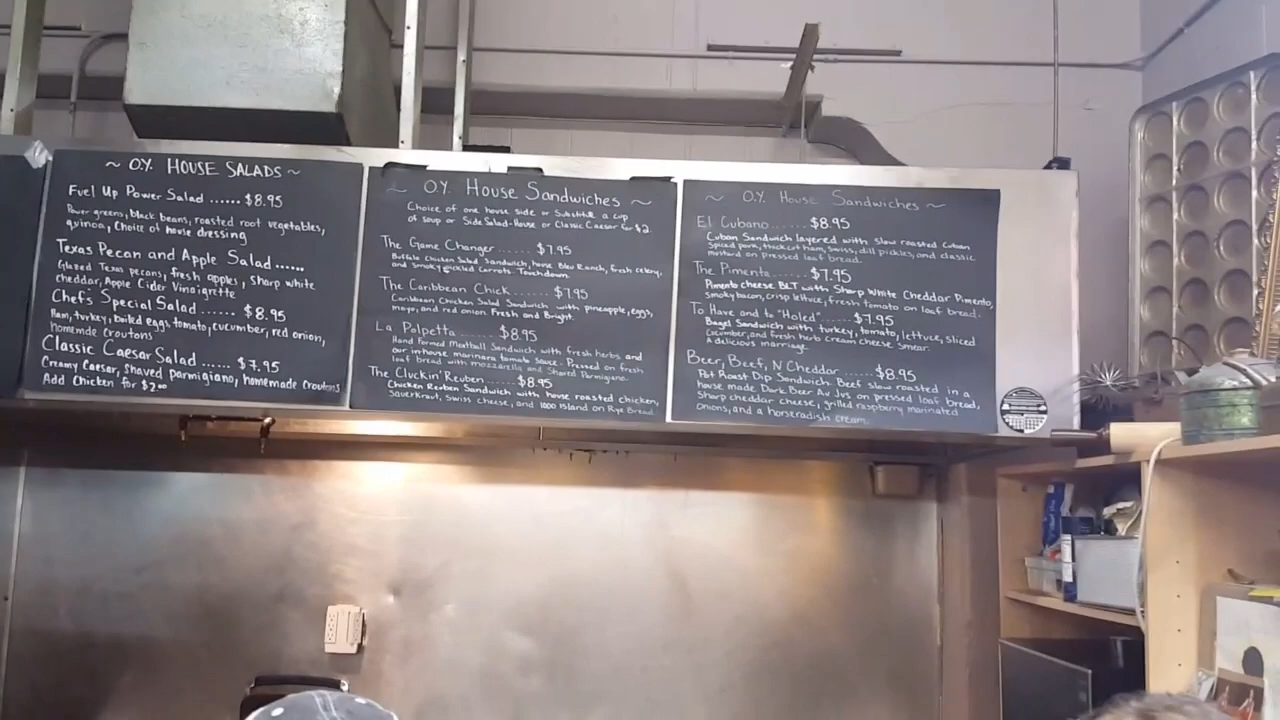 ~ O.Y. HOUSE SALADS ~
Fuel Up Power Salad ...... $8.95
Power greens, black beans, roasted root vegetables,
quinoa, Choice of house dressing
Texas Pecan and Apple Salad ......
Glazed Texas pecans, fresh apples, sharp white
cheddar, Apple Cider Vinaigrette
Chef's Special Salad ...... $8.95
Ham, turkey, boiled eggs, tomato, cucumber, red onion,
homemde croutons
Classic Caesar Salad ...... $7.95
Creamy Caesar, Shaved parmigiano, homemade croutons
Add Chicken for $2.00
~ O.Y. House Sandwiches ~
Choice of one house side or Substitute a cup
of soup or Side Salad-House or Classic Caesar for $2.
The Game Changer ...... $7.95
Buffalo Chicken Salad Sandwich, house Bleu Ranch, fresh celery,
and smoky pickled Carrots. Touchdown.
The Caribbean Chick ...... $7.95
Caribbean Chicken Salad Sandwich with pineapple, eggs,
mayo, and red onion. Fresh and Bright.
La Polpetta ...... $8.95
Hand Formed Meatball Sandwich with fresh herbs and
our inhouse marinara tomato sauce. Pressed on fresh
loaf bread with mozzarella and Shaved Parmigiano.
The Cluckin' Reuben ...... $8.95
Chicken Reuben Sandwich with house roasted chicken,
Sauerkraut, Swiss cheese, and 1000 Island on Rye Bread
~ O.Y. House Sandwiches ~
El Cubano ...... $8.95
Cuban Sandwich layered with slow roasted Cuban
Spiced pork, thick cut ham, swiss, dill pickles, and classic
mustard on pressed loaf bread.
The Pimenta ...... $7.95
Pimento cheese BLT with Sharp White Cheddar Pimento,
smoky bacon, crisp lettuce, fresh tomato on loaf bread.
To Have and to "Holed" ...... $7.95
Bagel Sandwich with turkey, tomato, lettuce, sliced
Cucumber, and fresh herb cream cheese smear.
A delicious marriage.
Beer, Beef, N Cheddar ...... $8.95
Pot Roast Dip Sandwich. Beef slow roasted in a
house made Dark Beer Au Jus on pressed loaf bread,
Sharp cheddar cheese, grilled raspberry marinated
onions, and a horseradish cream.